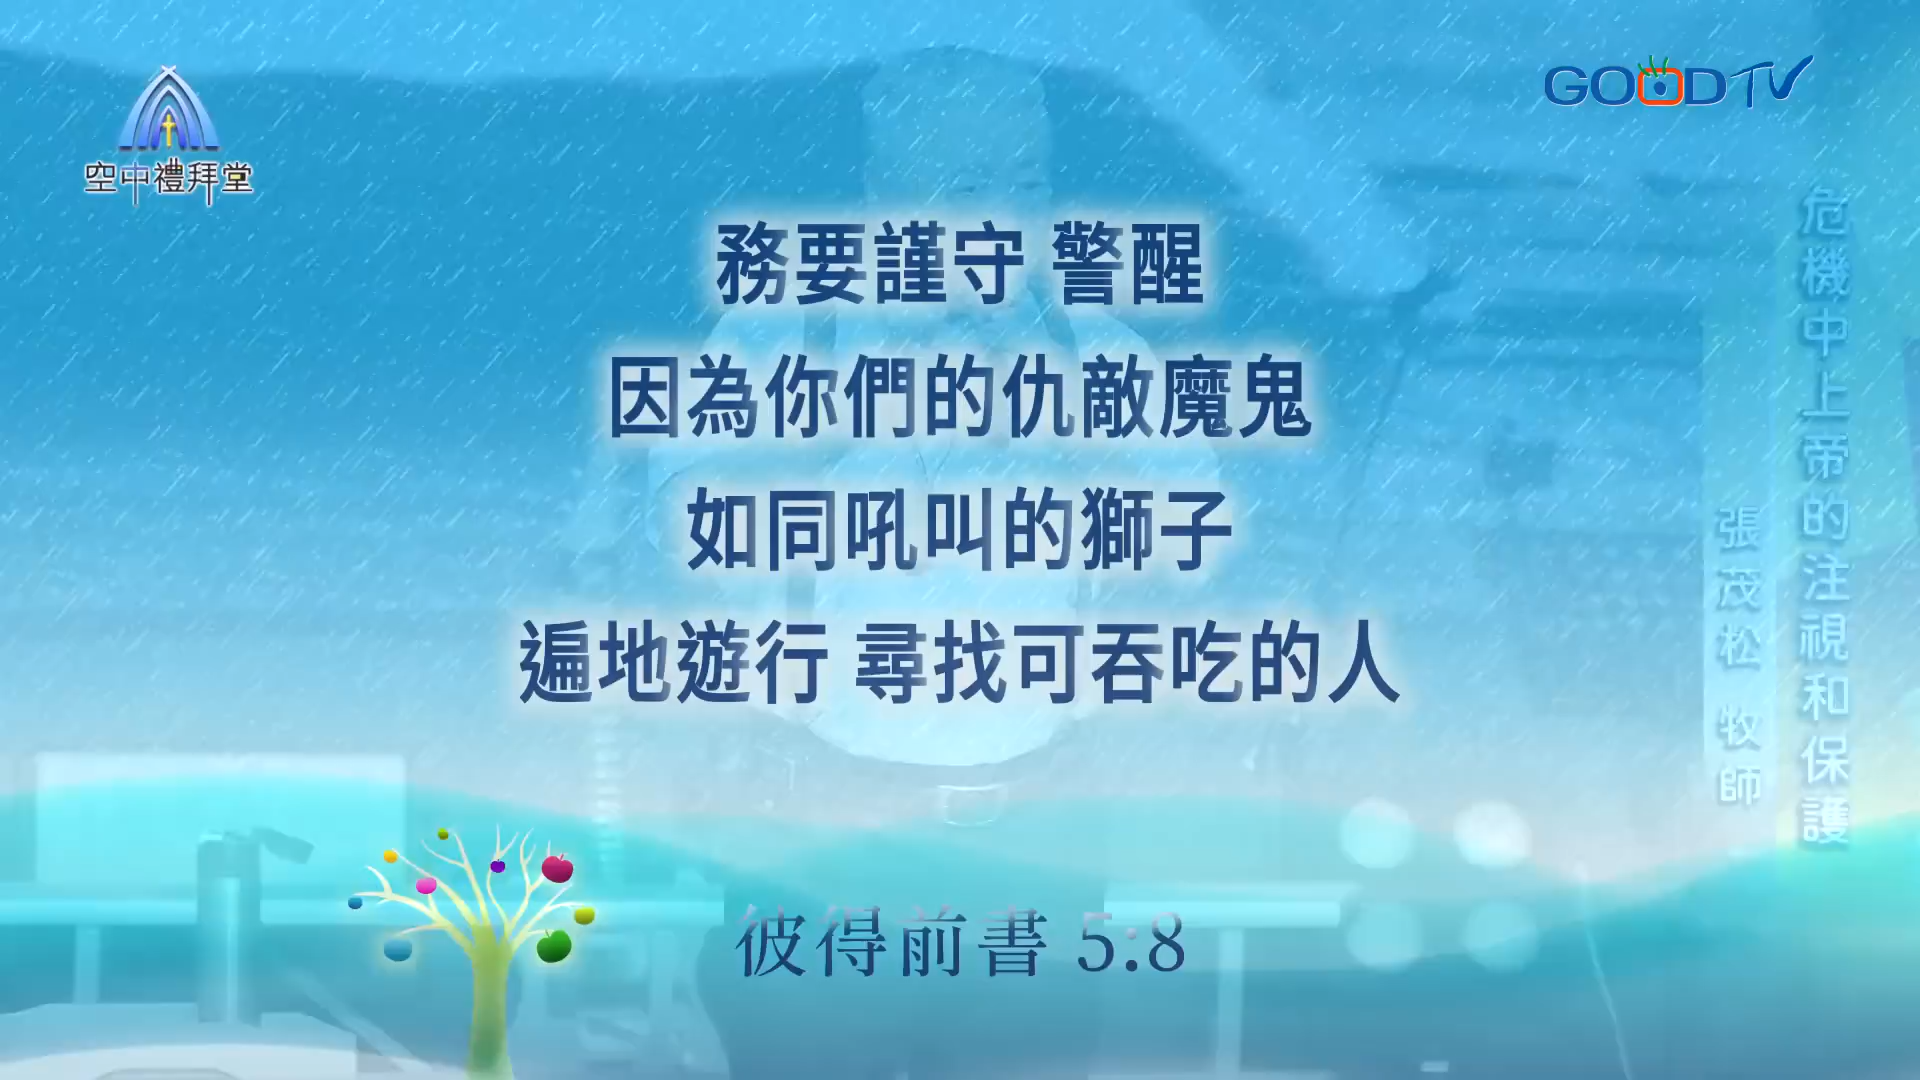 空中禮拜堂
GOODTV
務要謹守 警醒
因為你們的仇敵魔鬼
如同吼叫的獅子
遍地遊行 尋找可吞吃的人
彼得前書 5:8
危機中上帝的注視和保護
張茂松 牧師